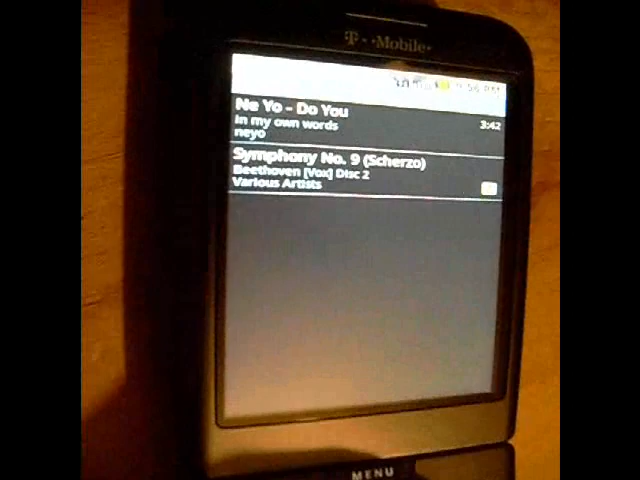 T··Mobile·
Ne Yo - Do You
In my own words
3:42
neyo
Symphony No. 9 (Scherzo)
Beethoven [Vox] Disc 2
Various Artists
MENU